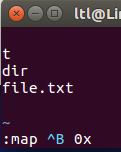 ltl@Li
t
dir
file.txt
~
:map ^B 0x